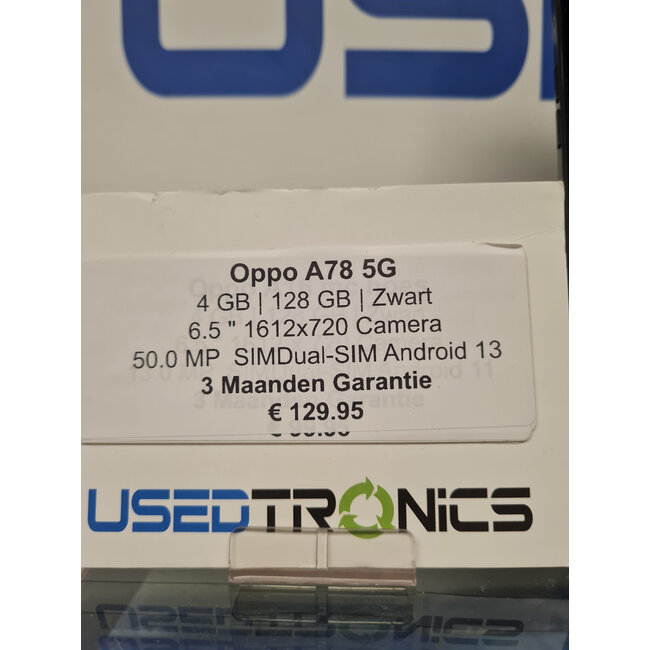 US
Oppo A78 5G
4 GB | 128 GB | Zwart
6.5 " 1612x720 Camera
50.0 MP SIMDual-SIM Android 13
3 Maanden Garantie
€ 129.95
USEDTRONiCS